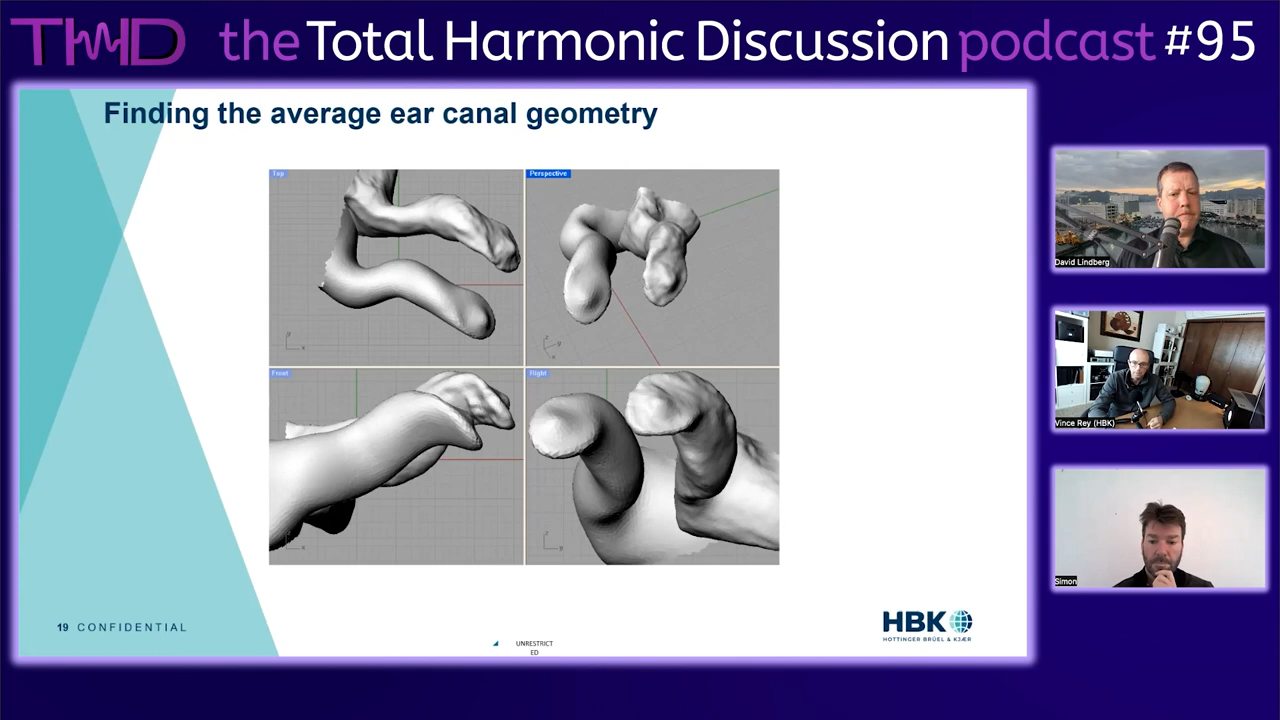 THD the Total Harmonic Discussion podcast #95
Finding the average ear canal geometry
Top
Perspective
Front
Right
19 CONFIDENTIAL
UNRESTRICT
ED
HBK
HOTTINGER BRÜEL & KJÆR
David Lindberg
Vince Rey (HBK)
Simon